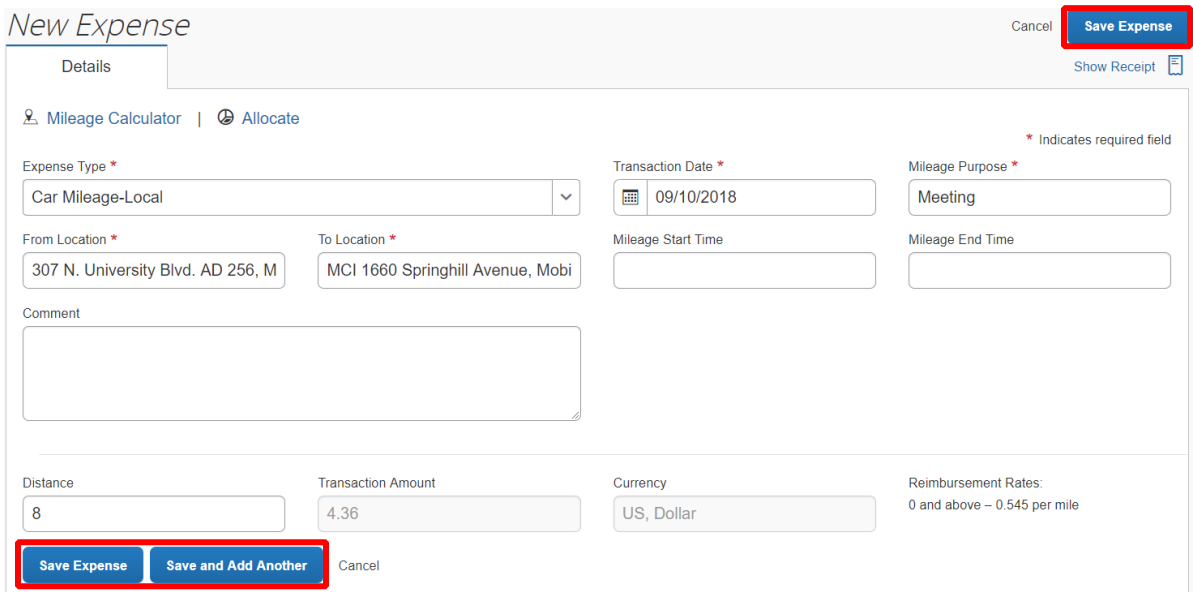 New Expense
Cancel Save Expense
Details
Show Receipt
Mileage Calculator | Allocate
* Indicates required field
Expense Type * Transaction Date * Mileage Purpose *
Car Mileage-Local 09/10/2018 Meeting
From Location * To Location * Mileage Start Time Mileage End Time
307 N. University Blvd. AD 256, M MCI 1660 Springhill Avenue, Mobi
Comment
Distance Transaction Amount Currency Reimbursement Rates:
8 4.36 US, Dollar 0 and above – 0.545 per mile
Save Expense Save and Add Another Cancel